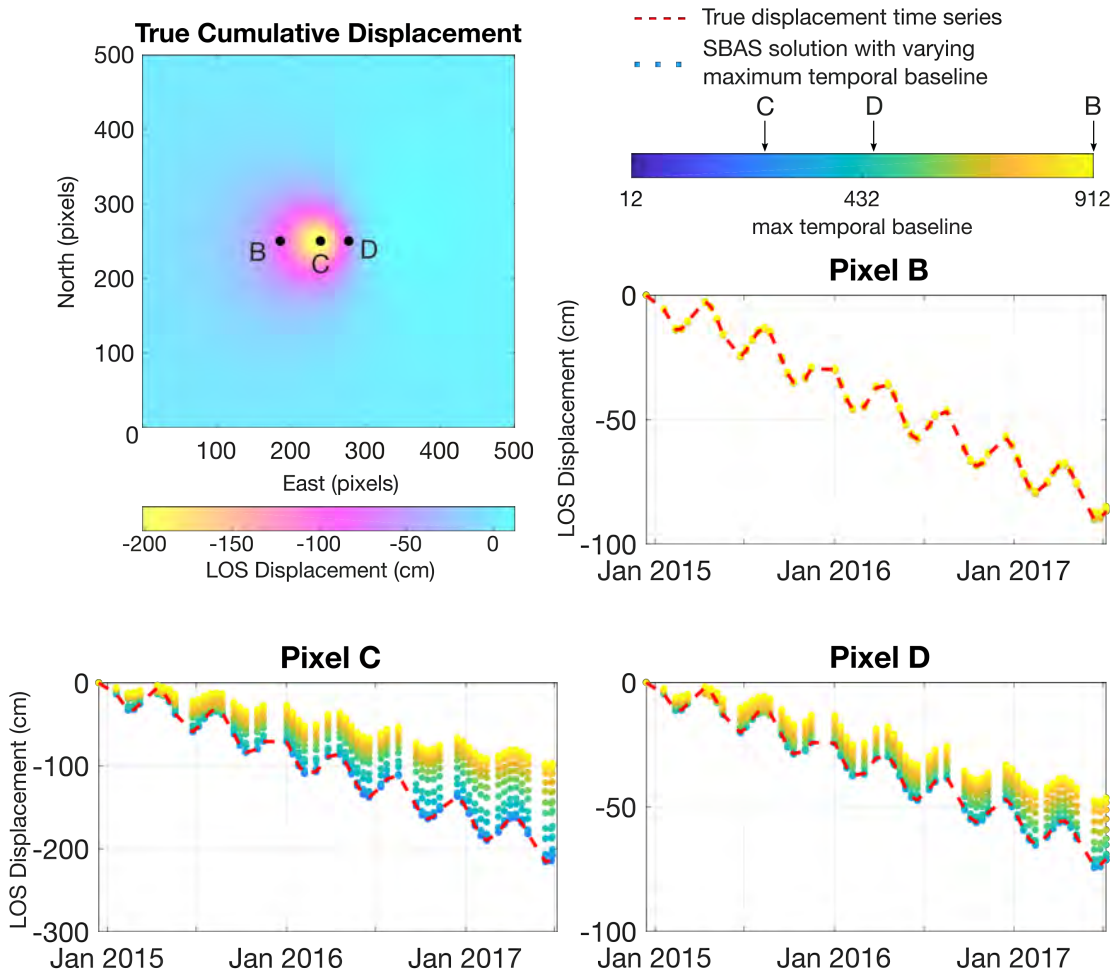 True Cumulative Displacement
500
400
300
200
100
0
100
200
300
400
500
North (pixels)
East (pixels)
B
C
D
-200
-150
-100
-50
0
LOS Displacement (cm)
True displacement time series
SBAS solution with varying
maximum temporal baseline
C
D
B
12
432
912
max temporal baseline
Pixel B
0
-50
-100
LOS Displacement (cm)
Jan 2015
Jan 2016
Jan 2017
Pixel C
0
-100
-200
-300
LOS Displacement (cm)
Jan 2015
Jan 2016
Jan 2017
Pixel D
0
-50
-100
Jan 2015
Jan 2016
Jan 2017